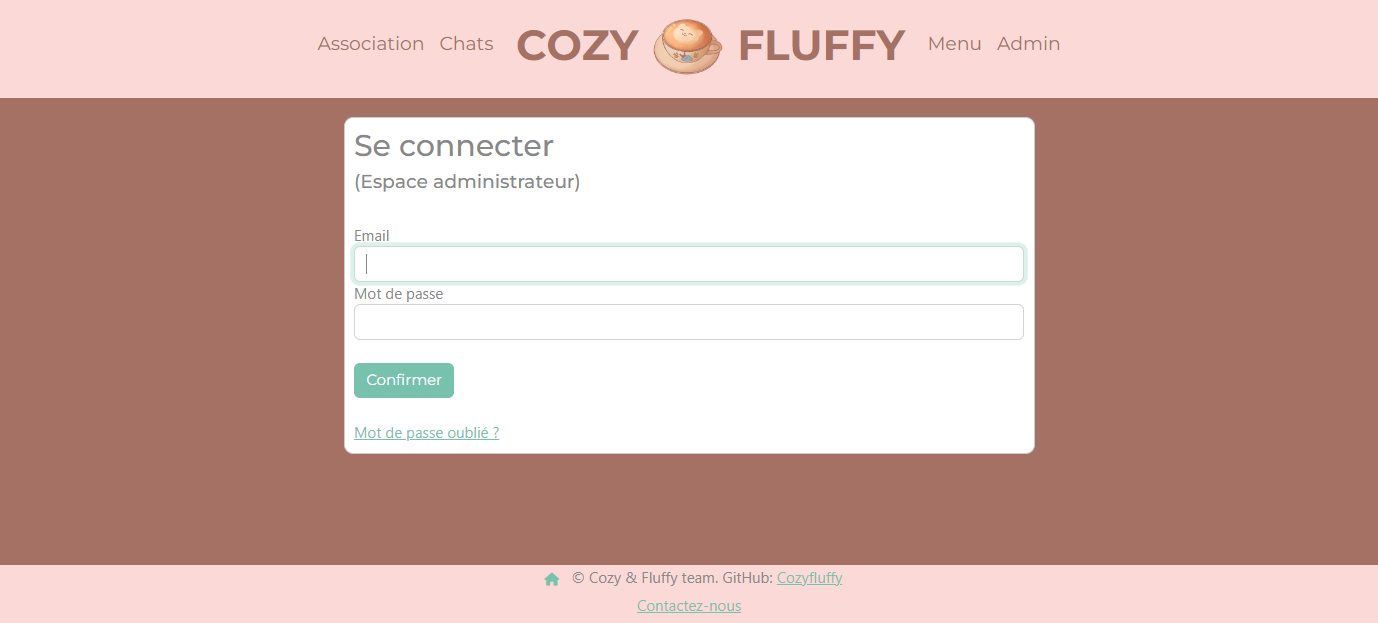 Association Chats COZY FLUFFY Menu Admin
Se connecter
(Espace administrateur)
Email
Mot de passe
Confirmer
Mot de passe oublié ?
© Cozy & Fluffy team. GitHub: Cozyfluffy
Contactez-nous